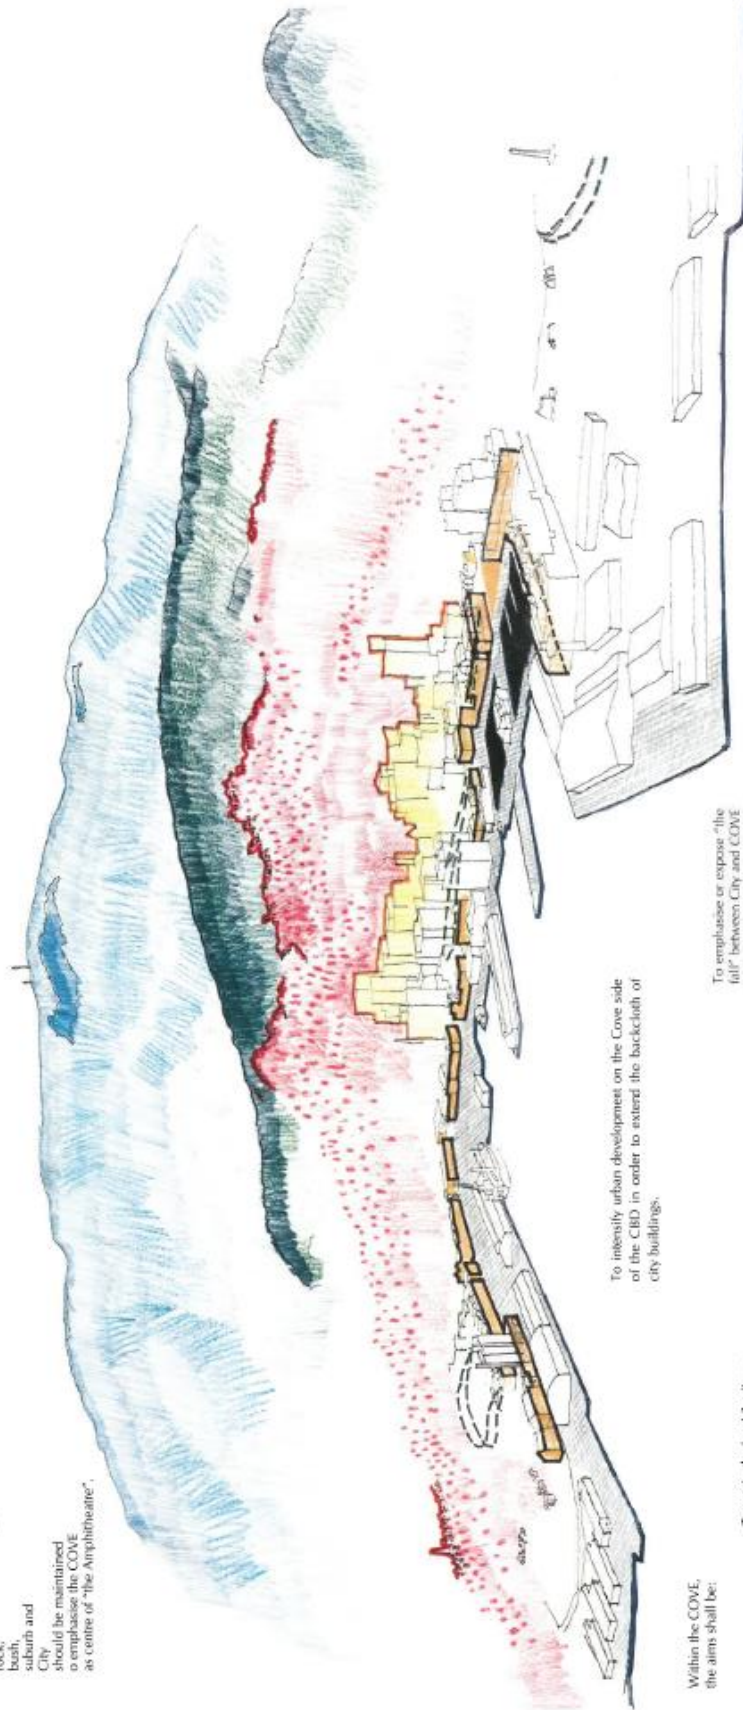 bush,
suburb and
City
should be maintained
o emphasise the COVE
as centre of "the Amphitheatre".
To intensify urban development on the Cove side
of the CBD in order to extend the backcloth of
city buildings.
To emphasise or expose "the
fall" between City and COVE
Within the COVE,
the aims shall be: